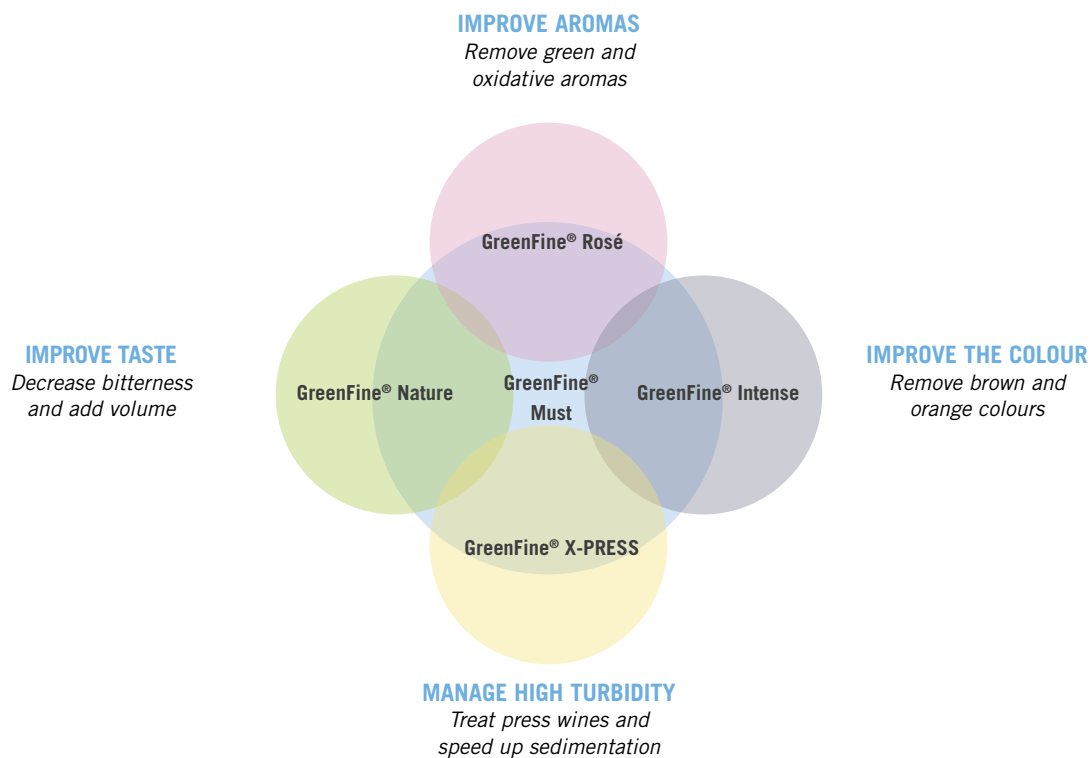 IMPROVE AROMAS
Remove green and
oxidative aromas
GreenFine® Rosé
IMPROVE TASTE
Decrease bitterness
and add volume
GreenFine® Nature
GreenFine®
Must
GreenFine® Intense
IMPROVE THE COLOUR
Remove brown and
orange colours
GreenFine® X-PRESS
MANAGE HIGH TURBIDITY
Treat press wines and
speed up sedimentation